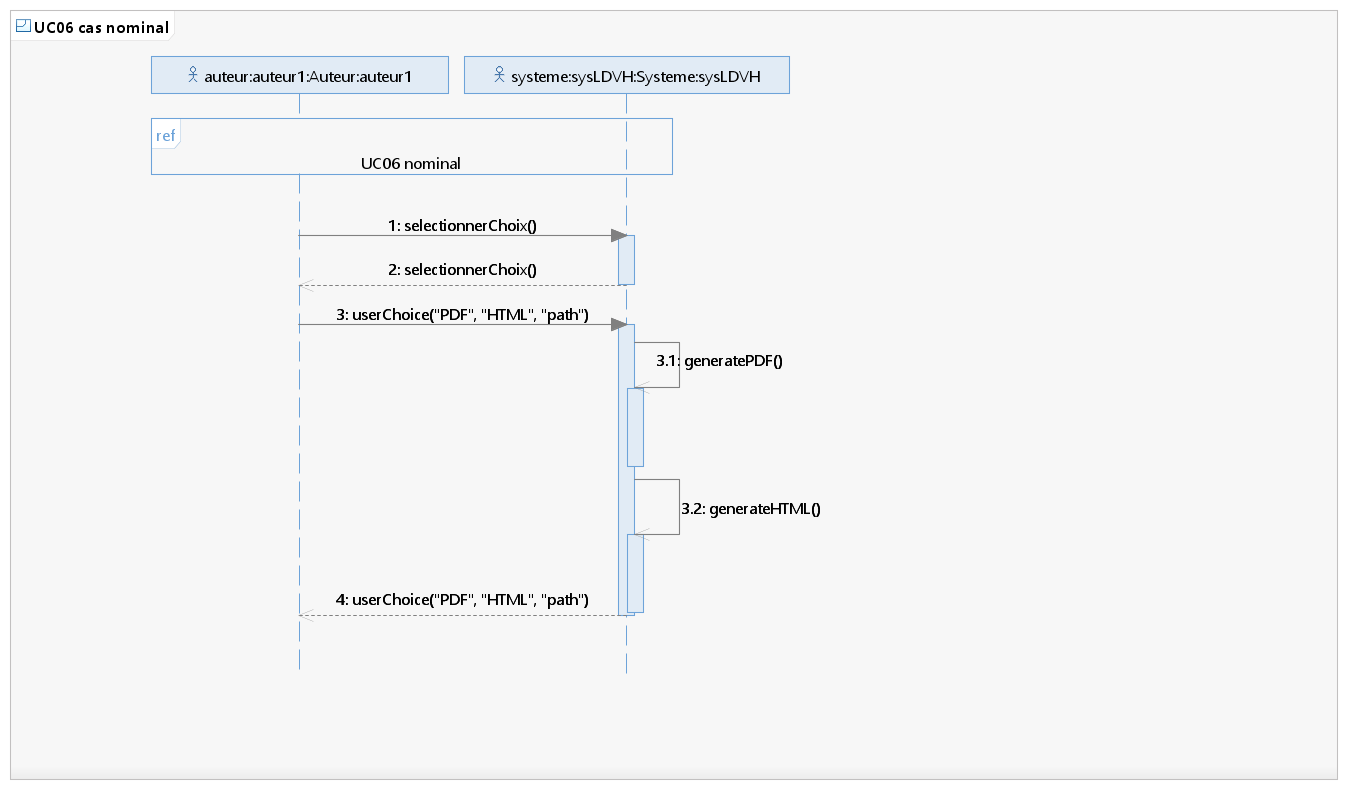 UC06 cas nominal
auteur:auteur1:Auteur:auteur1
systeme:sysLDVH:Systeme:sysLDVH
ref
UC06 nominal
1: selectionnerChoix()
2: selectionnerChoix()
3: userChoice("PDF", "HTML", "path")
3.1: generatePDF()
3.2: generateHTML()
4: userChoice("PDF", "HTML", "path")